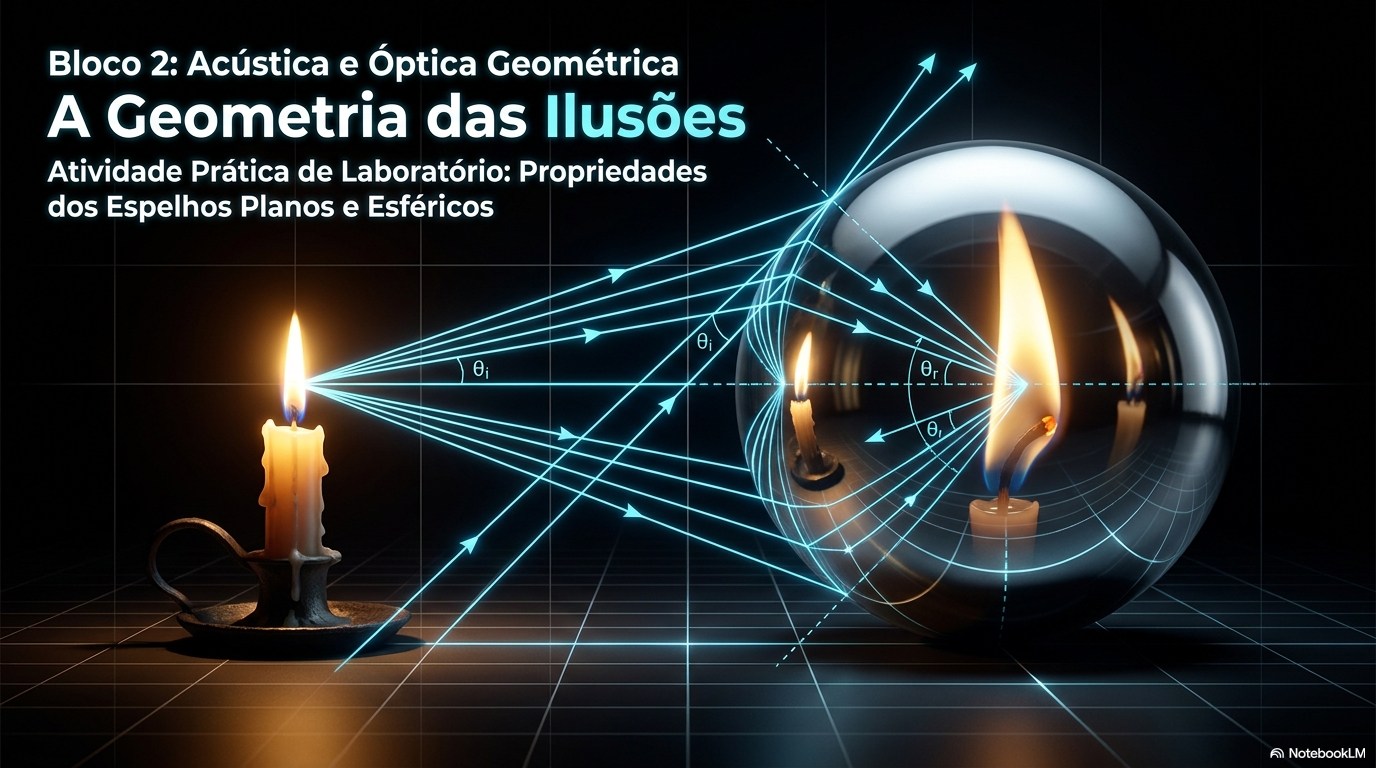 Bloco 2: Acústica e Óptica Geométrica
A Geometria das Ilusões
Atividade Prática de Laboratório: Propriedades
dos Espelhos Planos e Esféricos
θi
θi
θr
θr
NotebookLM